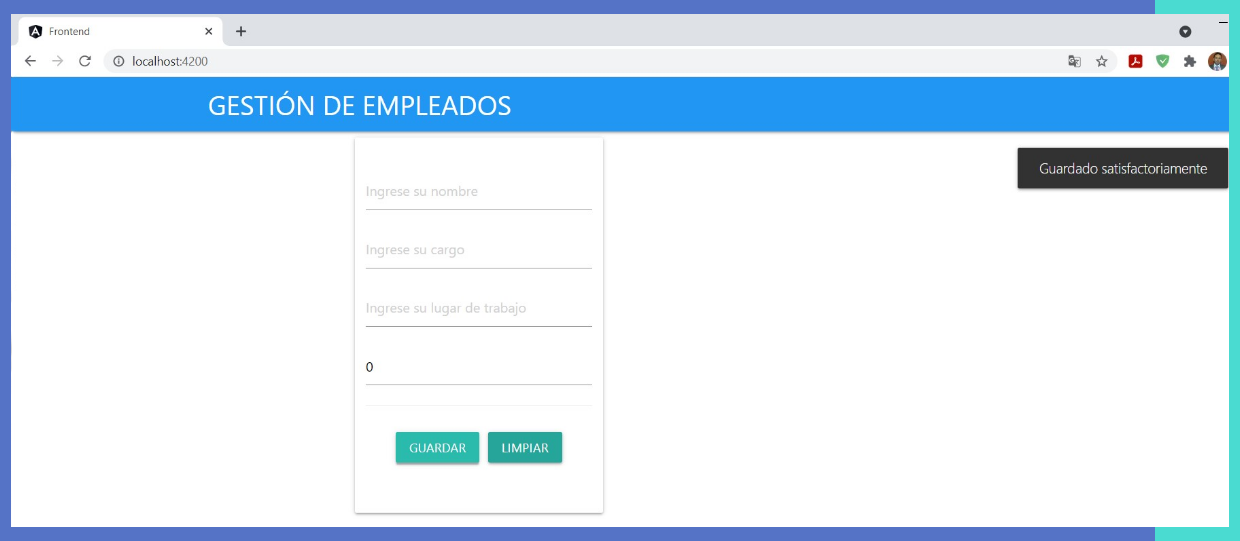 Frontend
localhost:4200
GESTIÓN DE EMPLEADOS
Guardado satisfactoriamente
Ingrese su nombre
Ingrese su cargo
Ingrese su lugar de trabajo
0
GUARDAR LIMPIAR